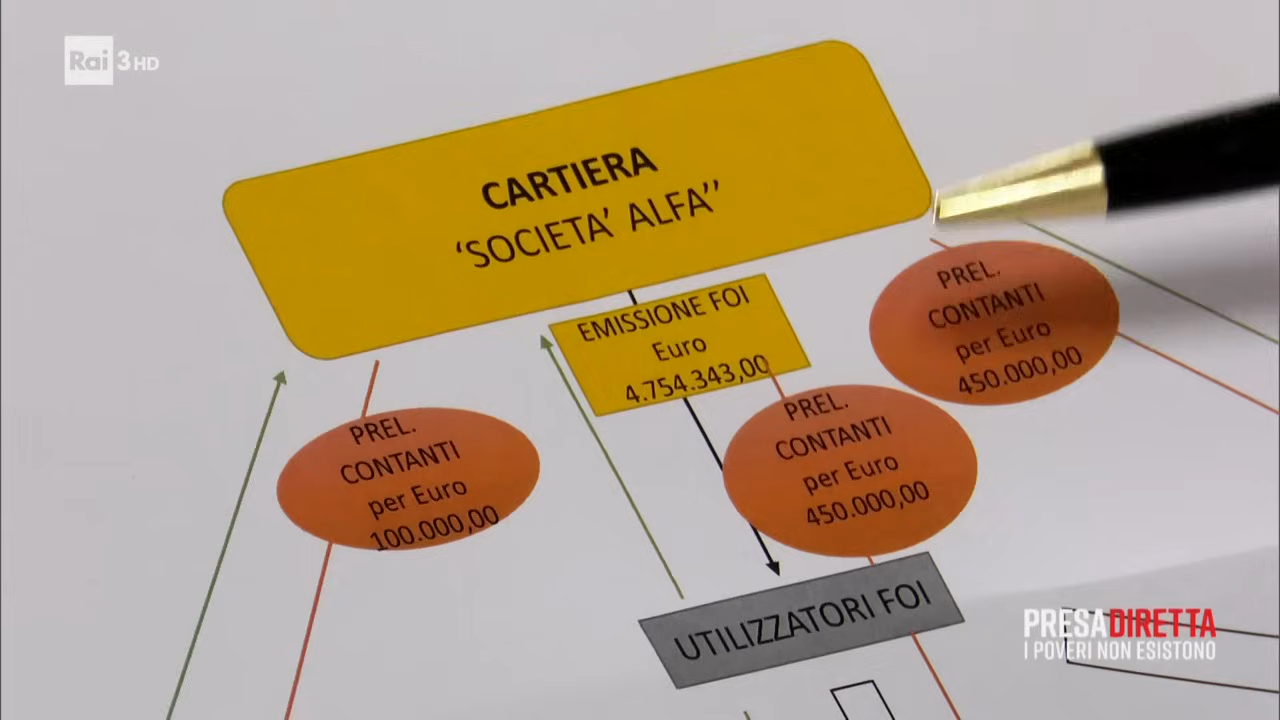 Rai 3HD
CARTIERA
'SOCIETA' ALFA''
EMISSIONE FOI
Euro
4.754.343,00
PREL.
CONTANTI
per Euro
450.000,00
PREL.
CONTANTI
per Euro
450.000,00
PREL.
CONTANTI
per Euro
100.000,00
UTILIZZATORI FOI
PRESADIRETTA
I POVERI NON ESISTONO